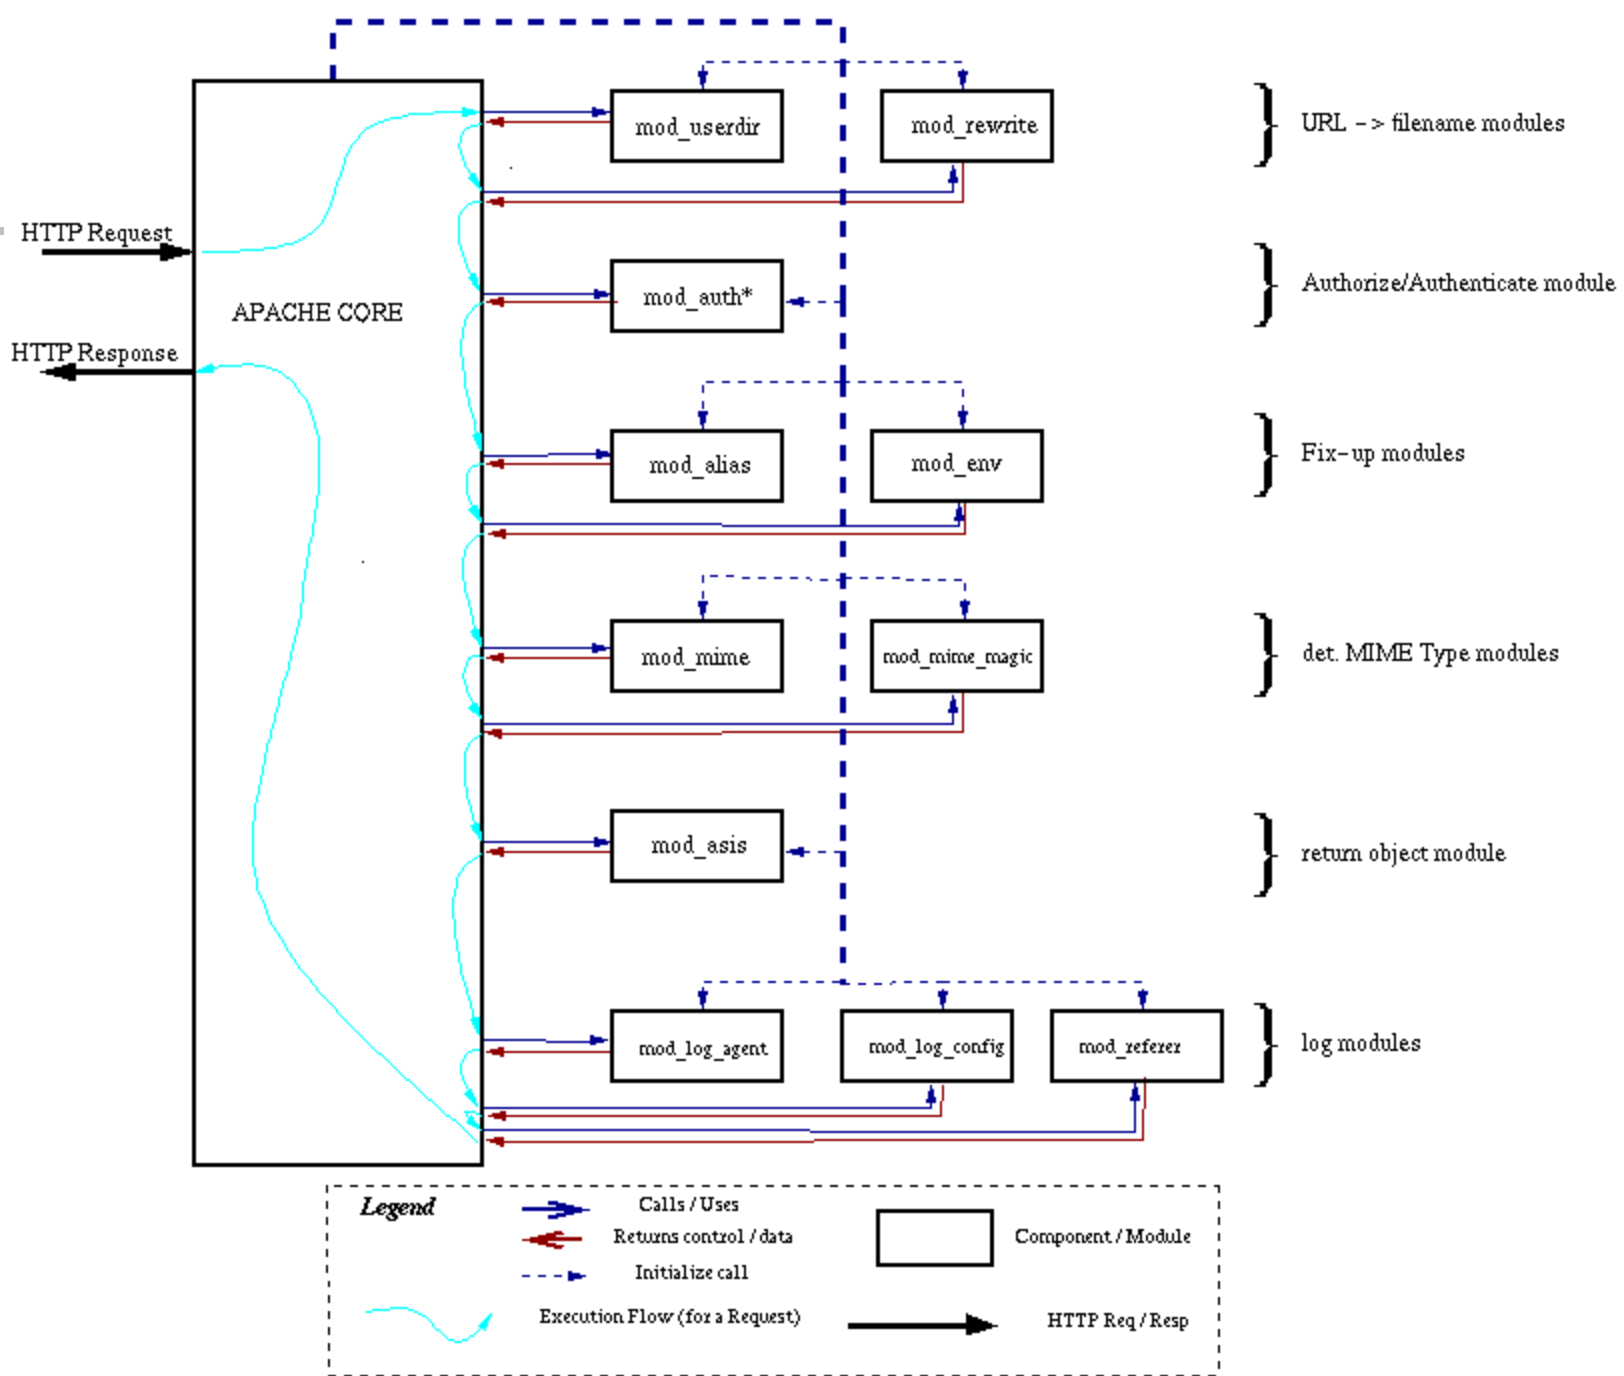 mod_userdir
mod_rewrite
URL -> filename modules
HTTP Request
mod_auth*
Authorize/Authenticate module
APACHE CORE
HTTP Response
mod_alias
mod_env
Fix-up modules
mod_mime
mod_mime_magic
det. MIME Type modules
mod_asis
return object module
mod_log_agent
mod_log_config
mod_referer
log modules
Legend
Calls / Uses
Returns control / data
Component / Module
Initialize call
Execution Flow (for a Request)
HTTP Req / Resp